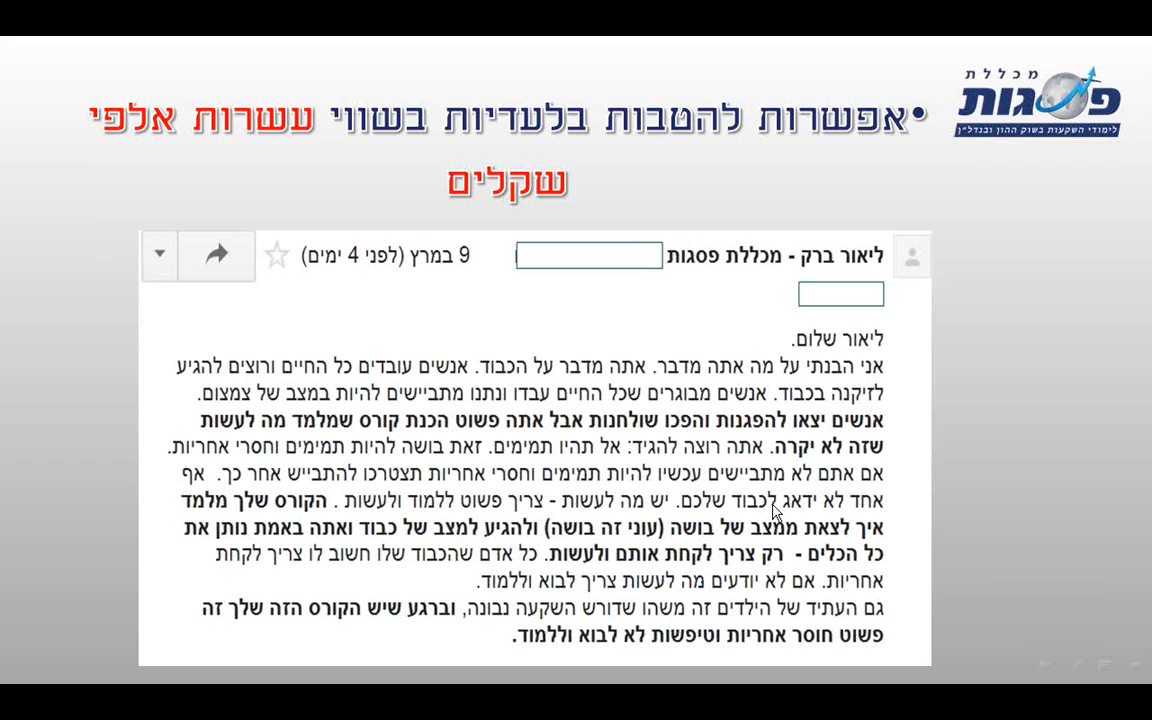 מכללת
פסגות
לימודי השקעות בשוק ההון ובנדל"ן
•אפשרות להטבות בלעדיות בשווי עשרות אלפי
שקלים
ליאור ברק - מכללת פסגות 9 במרץ (לפני 4 ימים)
ליאור שלום.
אני הבנתי על מה אתה מדבר. אתה מדבר על הכבוד. אנשים עובדים כל החיים ורוצים להגיע
לזיקנה בכבוד. אנשים מבוגרים שכל החיים עבדו ונתנו מתביישים להיות במצב של צמצום.
אנשים יצאו להפגנות והפכו שולחנות אבל אתה פשוט הכנת קורס שמלמד מה לעשות
שזה לא יקרה. אתה רוצה להגיד: אל תהיו תמימים. זאת בושה להיות תמימים וחסרי אחריות.
אם אתם לא מתביישים עכשיו להיות תמימים וחסרי אחריות תצטרכו להתבייש אחר כך. אף
אחד לא ידאג לכבוד שלכם. יש מה לעשות - צריך פשוט ללמוד ולעשות . הקורס שלך מלמד
איך לצאת ממצב של בושה (עוני זה בושה) ולהגיע למצב של כבוד ואתה באמת נותן את
כל הכלים - רק צריך לקחת אותם ולעשות. כל אדם שהכבוד שלו חשוב לו צריך לקחת
אחריות. אם לא יודעים מה לעשות צריך לבוא וללמוד.
גם העתיד של הילדים זה משהו שדורש השקעה נבונה, וברגע שיש הקורס הזה שלך זה
פשוט חוסר אחריות וטיפשות לא לבוא וללמוד.